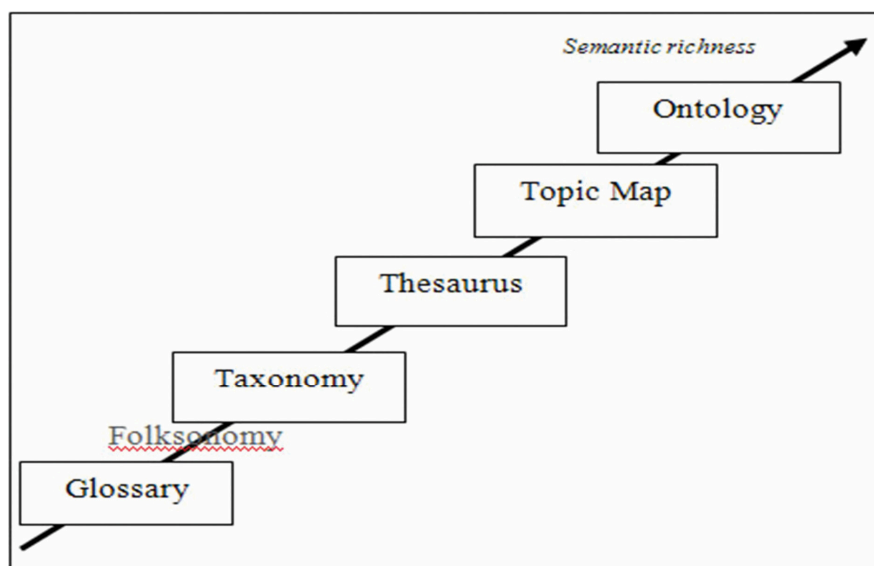 Semantic richness
Ontology
Topic Map
Thesaurus
Taxonomy
Folksonomy
Glossary